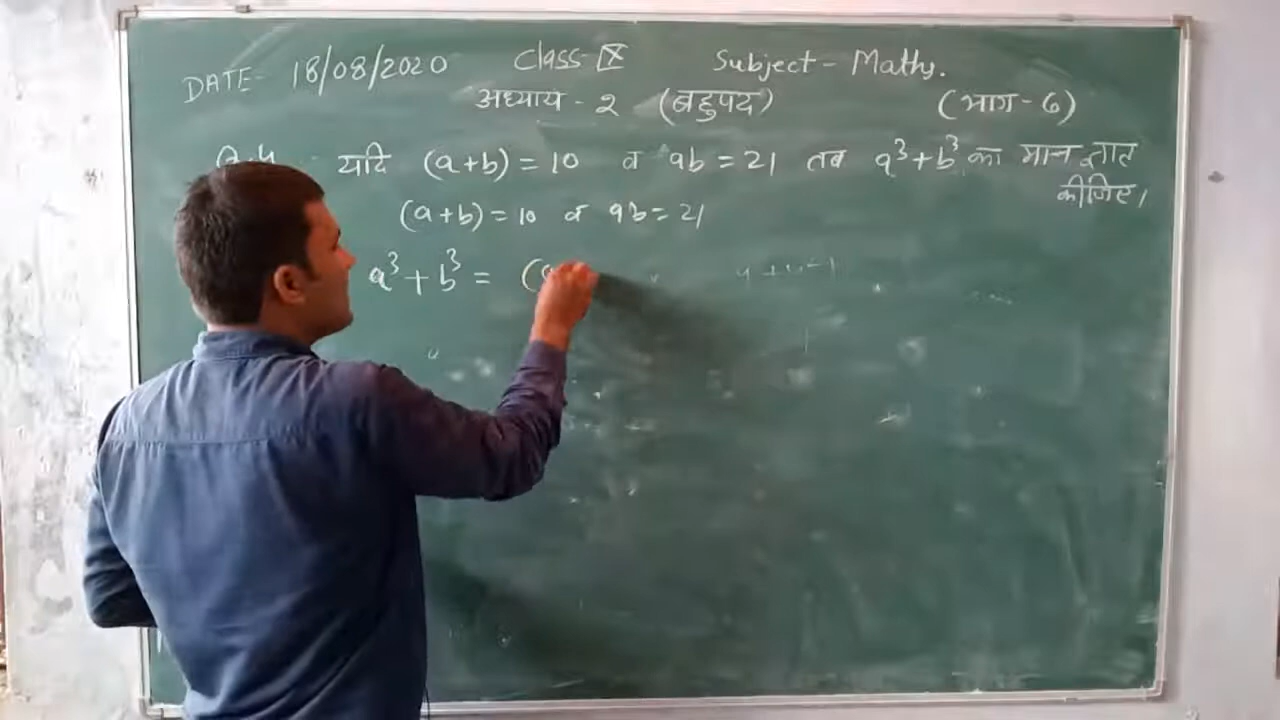 DATE- 18/08/2020 Class-IX Subject- Maths.
अध्याय - २ (बहुपद) (भाग - 6)
यदि (a+b) = 10 व ab = 21 तब a³+b³ का मान ज्ञात
कीजिए।
(a+b) = 10 व ab = 21
a³ + b³ = (a